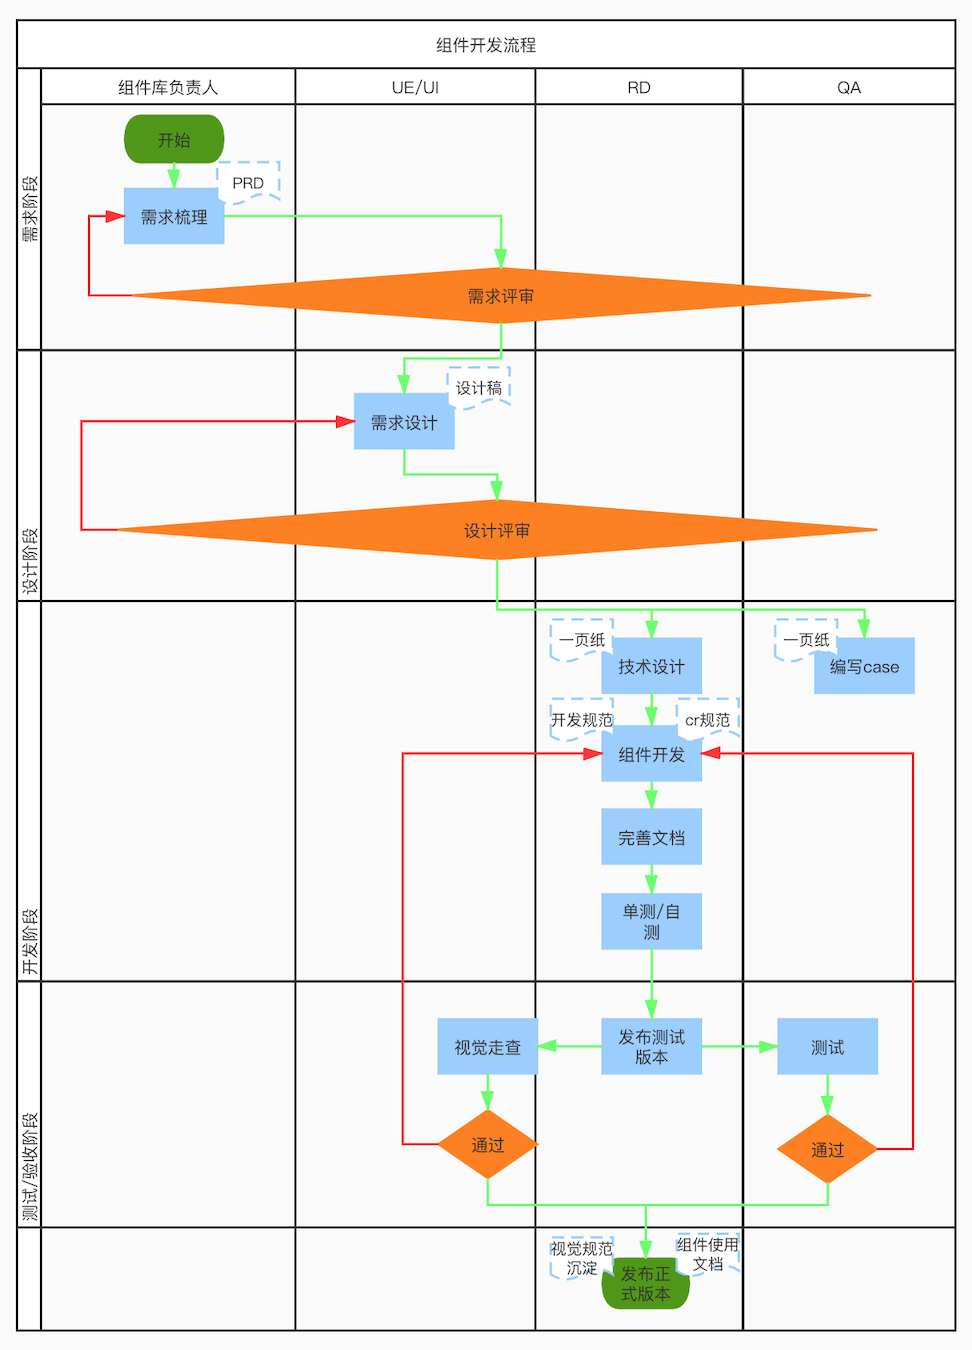 组件开发流程
组件库负责人
UE/UI
RD
QA
需求阶段
开始
PRD
需求梳理
需求评审
设计阶段
设计稿
需求设计
设计评审
开发阶段
一页纸
技术设计
一页纸
编写case
开发规范
cr规范
组件开发
完善文档
单测/自
测
测试/验收阶段
视觉走查
发布测试
版本
测试
通过
通过
视觉规范
沉淀
组件使用
文档
发布正
式版本